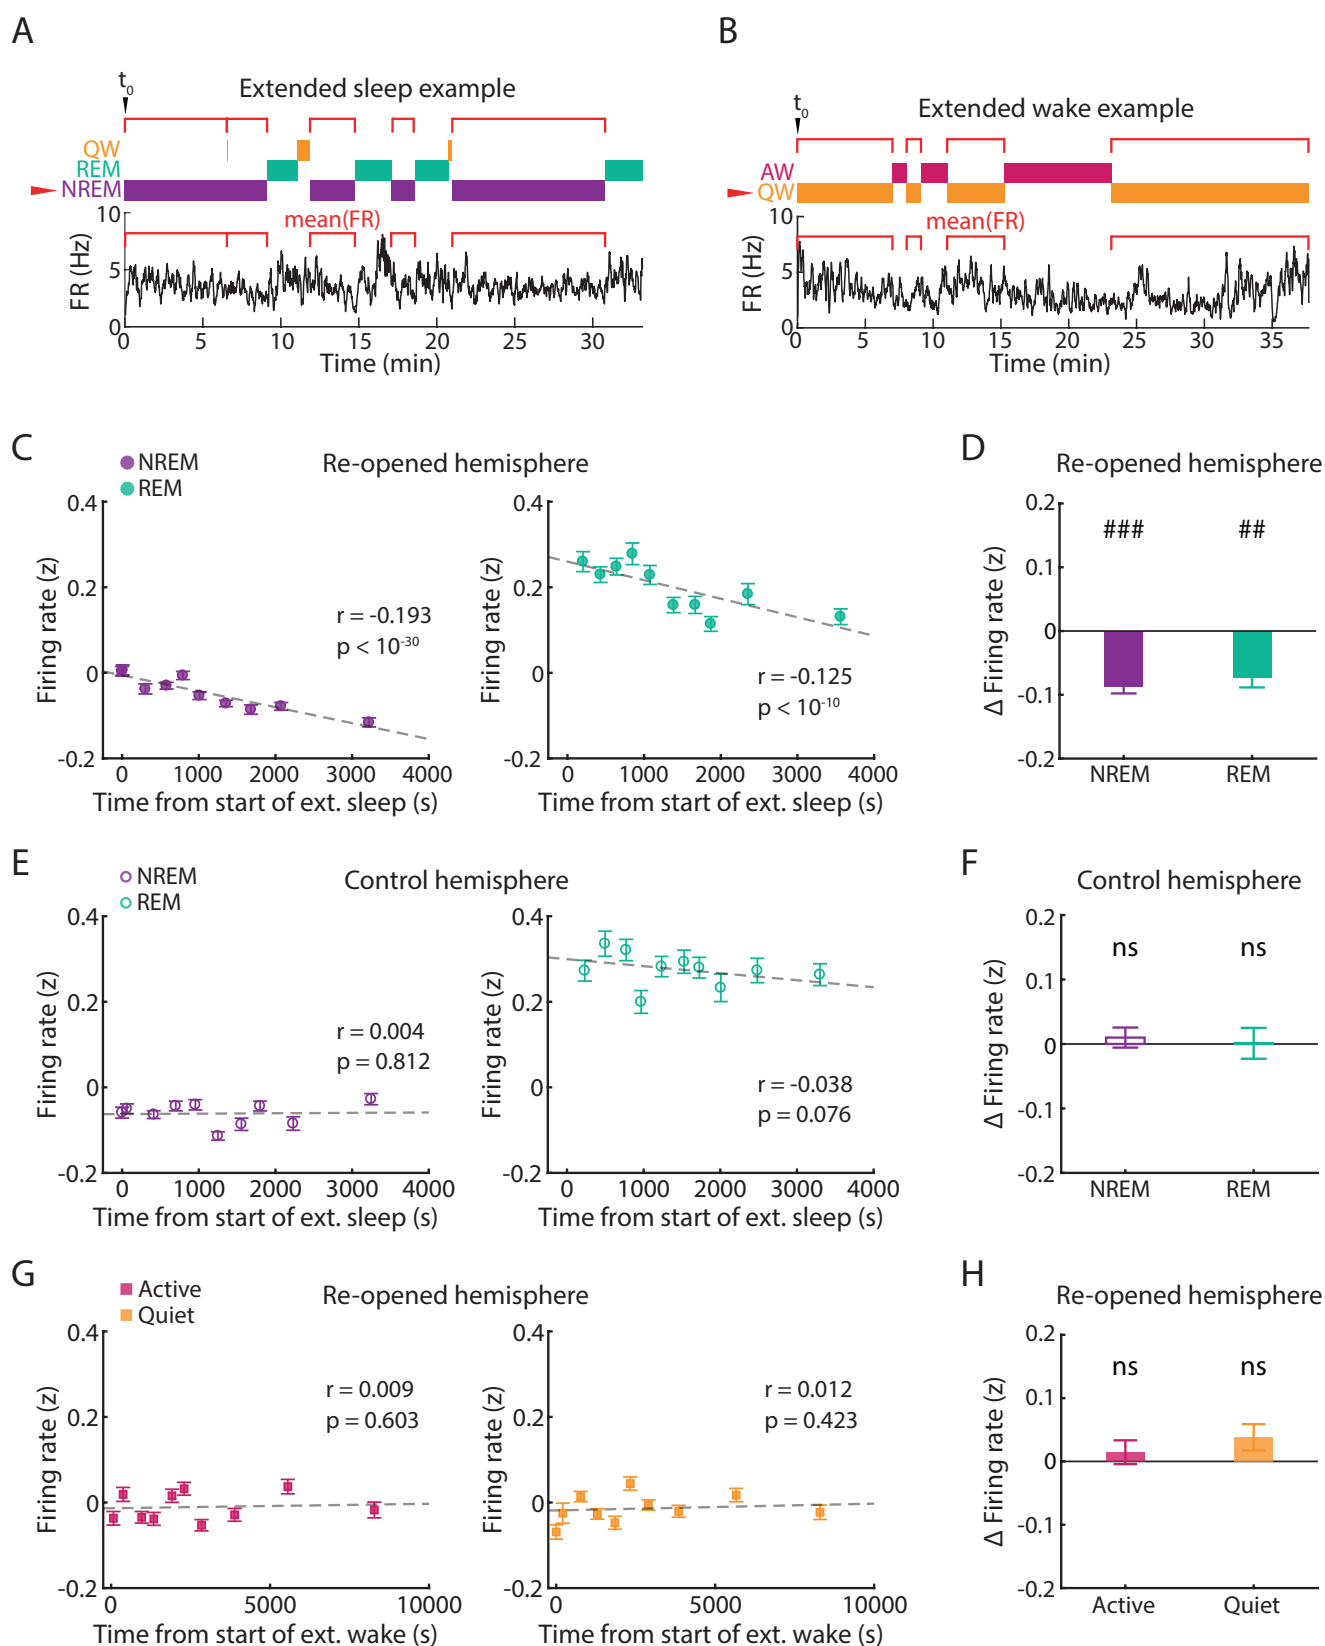 A
B
t0
Extended sleep example
t0
Extended wake example
QW
REM
NREM
AW
QW
mean(FR)
mean(FR)
10
5
0
FR (Hz)
10
5
0
FR (Hz)
0 5 10 15 20 25 30
Time (min)
0 5 10 15 20 25 30 35
Time (min)
C
NREM
REM
Re-opened hemisphere
Firing rate (z)
0.4
0.2
0
-0.2
r = -0.193
p < 10-30
0 1000 2000 3000 4000
Time from start of ext. sleep (s)
Firing rate (z)
0.4
0.2
0
-0.2
r = -0.125
p < 10-10
0 1000 2000 3000 4000
Time from start of ext. sleep (s)
D
Re-opened hemisphere
Δ Firing rate (z)
0.2
0.1
0
-0.1
-0.2
### ##
NREM REM
E
NREM
REM
Control hemisphere
Firing rate (z)
0.4
0.2
0
-0.2
r = 0.004
p = 0.812
0 1000 2000 3000 4000
Time from start of ext. sleep (s)
Firing rate (z)
0.4
0.2
0
-0.2
r = -0.038
p = 0.076
0 1000 2000 3000 4000
Time from start of ext. sleep (s)
F
Control hemisphere
Δ Firing rate (z)
0.2
0.1
0
-0.1
-0.2
ns ns
NREM REM
G
Active
Quiet
Re-opened hemisphere
Firing rate (z)
0.4
0.2
0
-0.2
r = 0.009
p = 0.603
0 5000 10000
Time from start of ext. wake (s)
Firing rate (z)
0.4
0.2
0
-0.2
r = 0.012
p = 0.423
0 5000 10000
Time from start of ext. wake (s)
H
Re-opened hemisphere
Δ Firing rate (z)
0.2
0.1
0
-0.1
-0.2
ns ns
Active Quiet